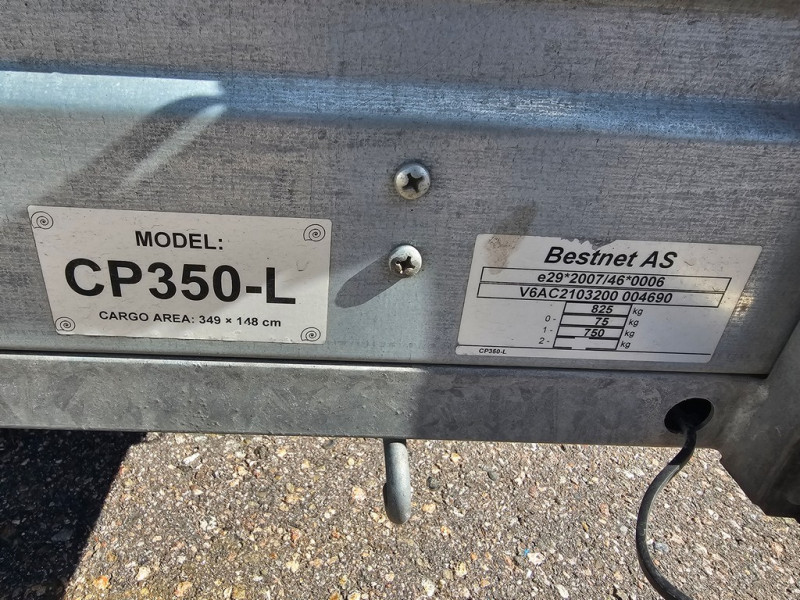 MODEL:
CP350-L
CARGO AREA: 349 × 148 cm
Bestnet AS
e29*2007/46*0006
V6AC2103200 004690
825 kg
0 - 75 kg
1 - 750 kg
2 - kg
CP350-L